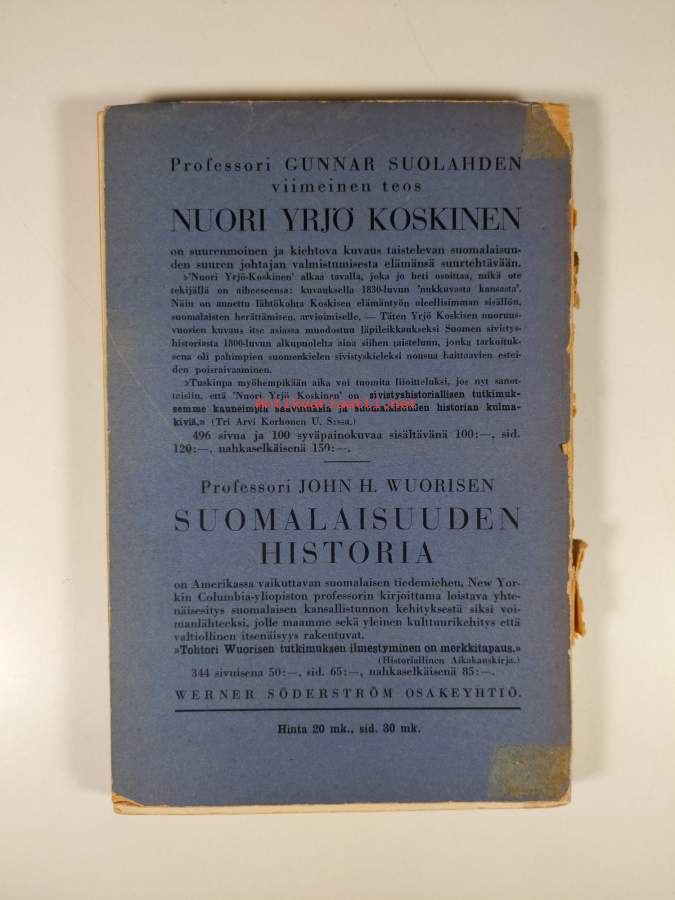 Professori GUNNAR SUOLAHDEN
viimeinen teos
NUORI YRJÖ KOSKINEN
on suurenmoinen ja kiehtova kuvaus taistelevan suomalaisuu-
den suuren johtajan valmistumisesta elämänsä suurtehtävään.
»'Nuori Yrjö-Koskinen' alkaa tavalla, joka jo heti osoittaa, mikä ote
tekijällä on aiheeseensa: kuvauksella 1830-luvun 'nukkuvasta kansasta'.
Näin on annettu lähtökohta Koskisen elämäntyön oleellisimman sisällön,
suomalaisten herättämisen, arvioimiselle. — Täten Yrjö Koskisen nuoruus-
vuosien kuvaus itse asiassa muodostuu läpileikkaukseksi Suomen sivistys-
historiasta 1800-luvun alkupuolelta aina siihen taisteluun, jonka tarkoituk-
sena oli pahimpien suomenkielen sivistyskieleksi nousua haittaavien estei-
den poisraivaaminen.
»Tuskinpa myöhempikään aika voi tuomita liioitteluksi, jos nyt sanot-
taisiin, että 'Nuori Yrjö Koskinen' on sivistyshistoriallisen tutkimuk-
semme kauneimpia saavutuksia ja suomalaisuuden historian kulma-
kiviä.» (Tri Arvi Korhonen U. S:ssa.)
antikvariaatti.net
496 sivua ja 100 syväpainokuvaa sisältävänä 100:—, sid.
120:—, nahkaselkäisenä 150:—.
Professori JOHN H. WUORISEN
SUOMALAISUUDEN
HISTORIA
on Amerikassa vaikuttavan suomalaisen tiedemiehen, New Yor-
kin Columbia-yliopiston professorin kirjoittama loistava yhte-
näisesitys suomalaisen kansallistunnon kehityksestä siksi voi-
manlähteeksi, jolle maamme sekä yleinen kulttuurikehitys että
valtiollinen itsenäisyys rakentuvat.
»Tohtori Wuorisen tutkimuksen ilmestyminen on merkkitapaus.»
(Historiallinen Aikakauskirja.)
344 sivuisena 50:—, sid. 65:—, nahkaselkäisenä 85:—.
WERNER SÖDERSTRÖM OSAKEYHTIÖ.
Hinta 20 mk., sid. 30 mk.